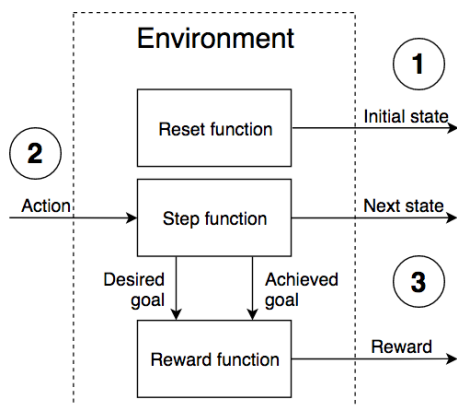 Environment
1
Reset function
Initial state
2
Action
Step function
Next state
Desired
goal
Achieved
goal
3
Reward function
Reward